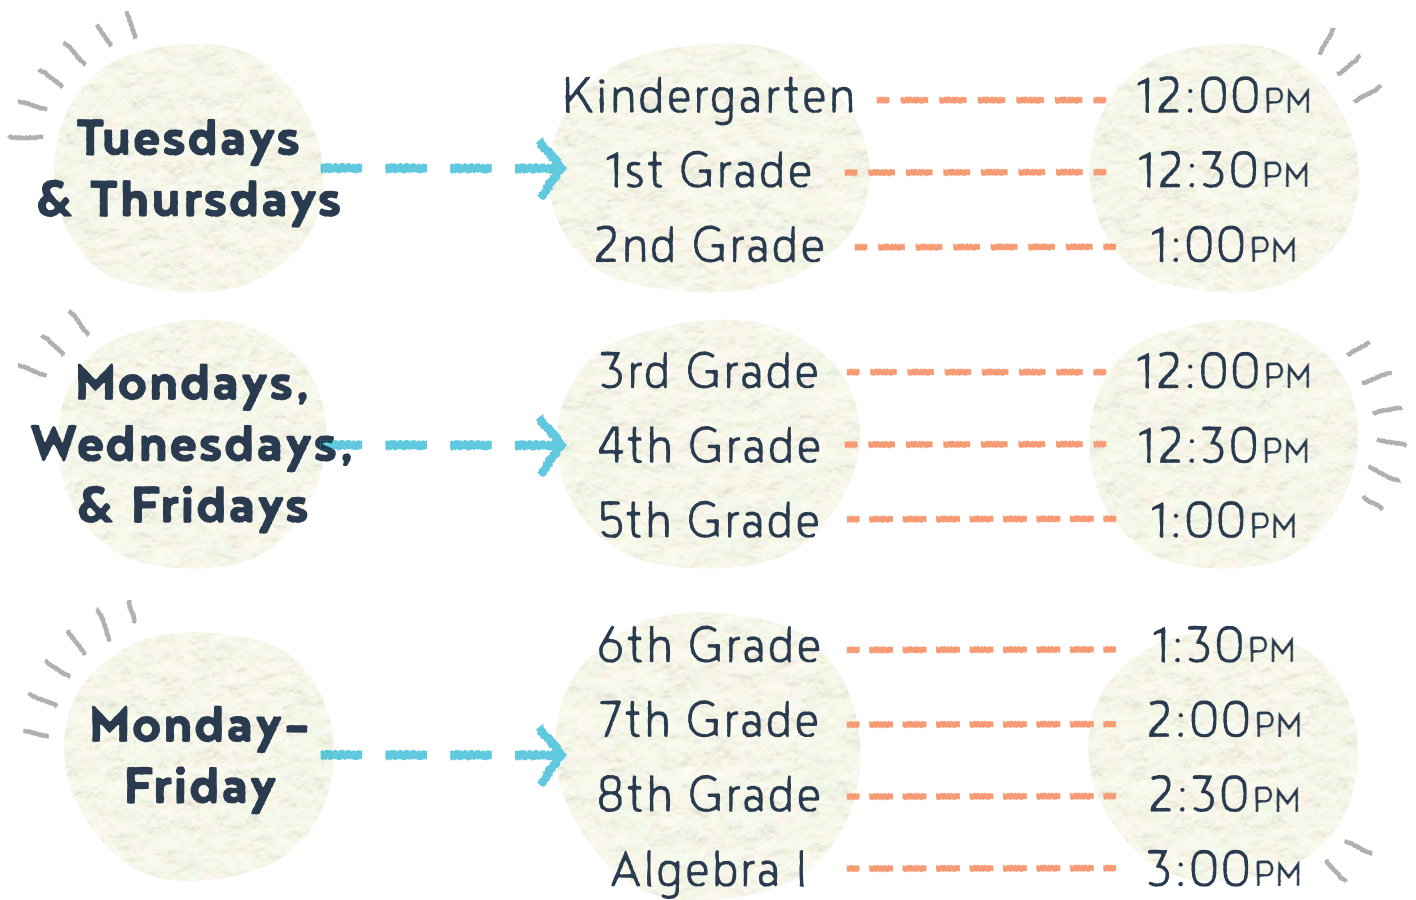 Tuesdays
& Thursdays
Kindergarten 12:00PM
1st Grade 12:30PM
2nd Grade 1:00PM
Mondays,
Wednesdays,
& Fridays
3rd Grade 12:00PM
4th Grade 12:30PM
5th Grade 1:00PM
Monday–
Friday
6th Grade 1:30PM
7th Grade 2:00PM
8th Grade 2:30PM
Algebra I 3:00PM